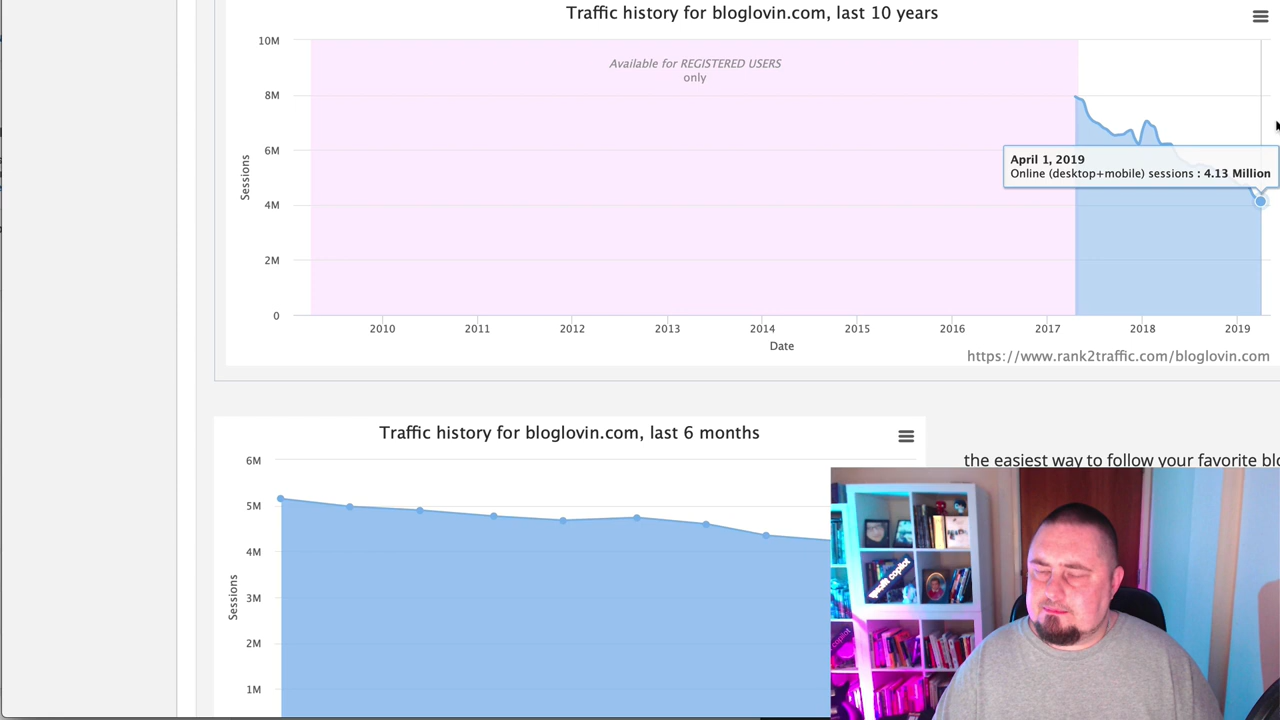 Traffic history for bloglovin.com, last 10 years
10M
8M
6M
4M
2M
0
Sessions
Available for REGISTERED USERS
only
April 1, 2019
Online (desktop+mobile) sessions : 4.13 Million
2010 2011 2012 2013 2014 2015 2016 2017 2018 2019
Date
https://www.rank2traffic.com/bloglovin.com
Traffic history for bloglovin.com, last 6 months
6M
5M
4M
3M
2M
1M
Sessions
the easiest way to follow your favorite blo
copilot